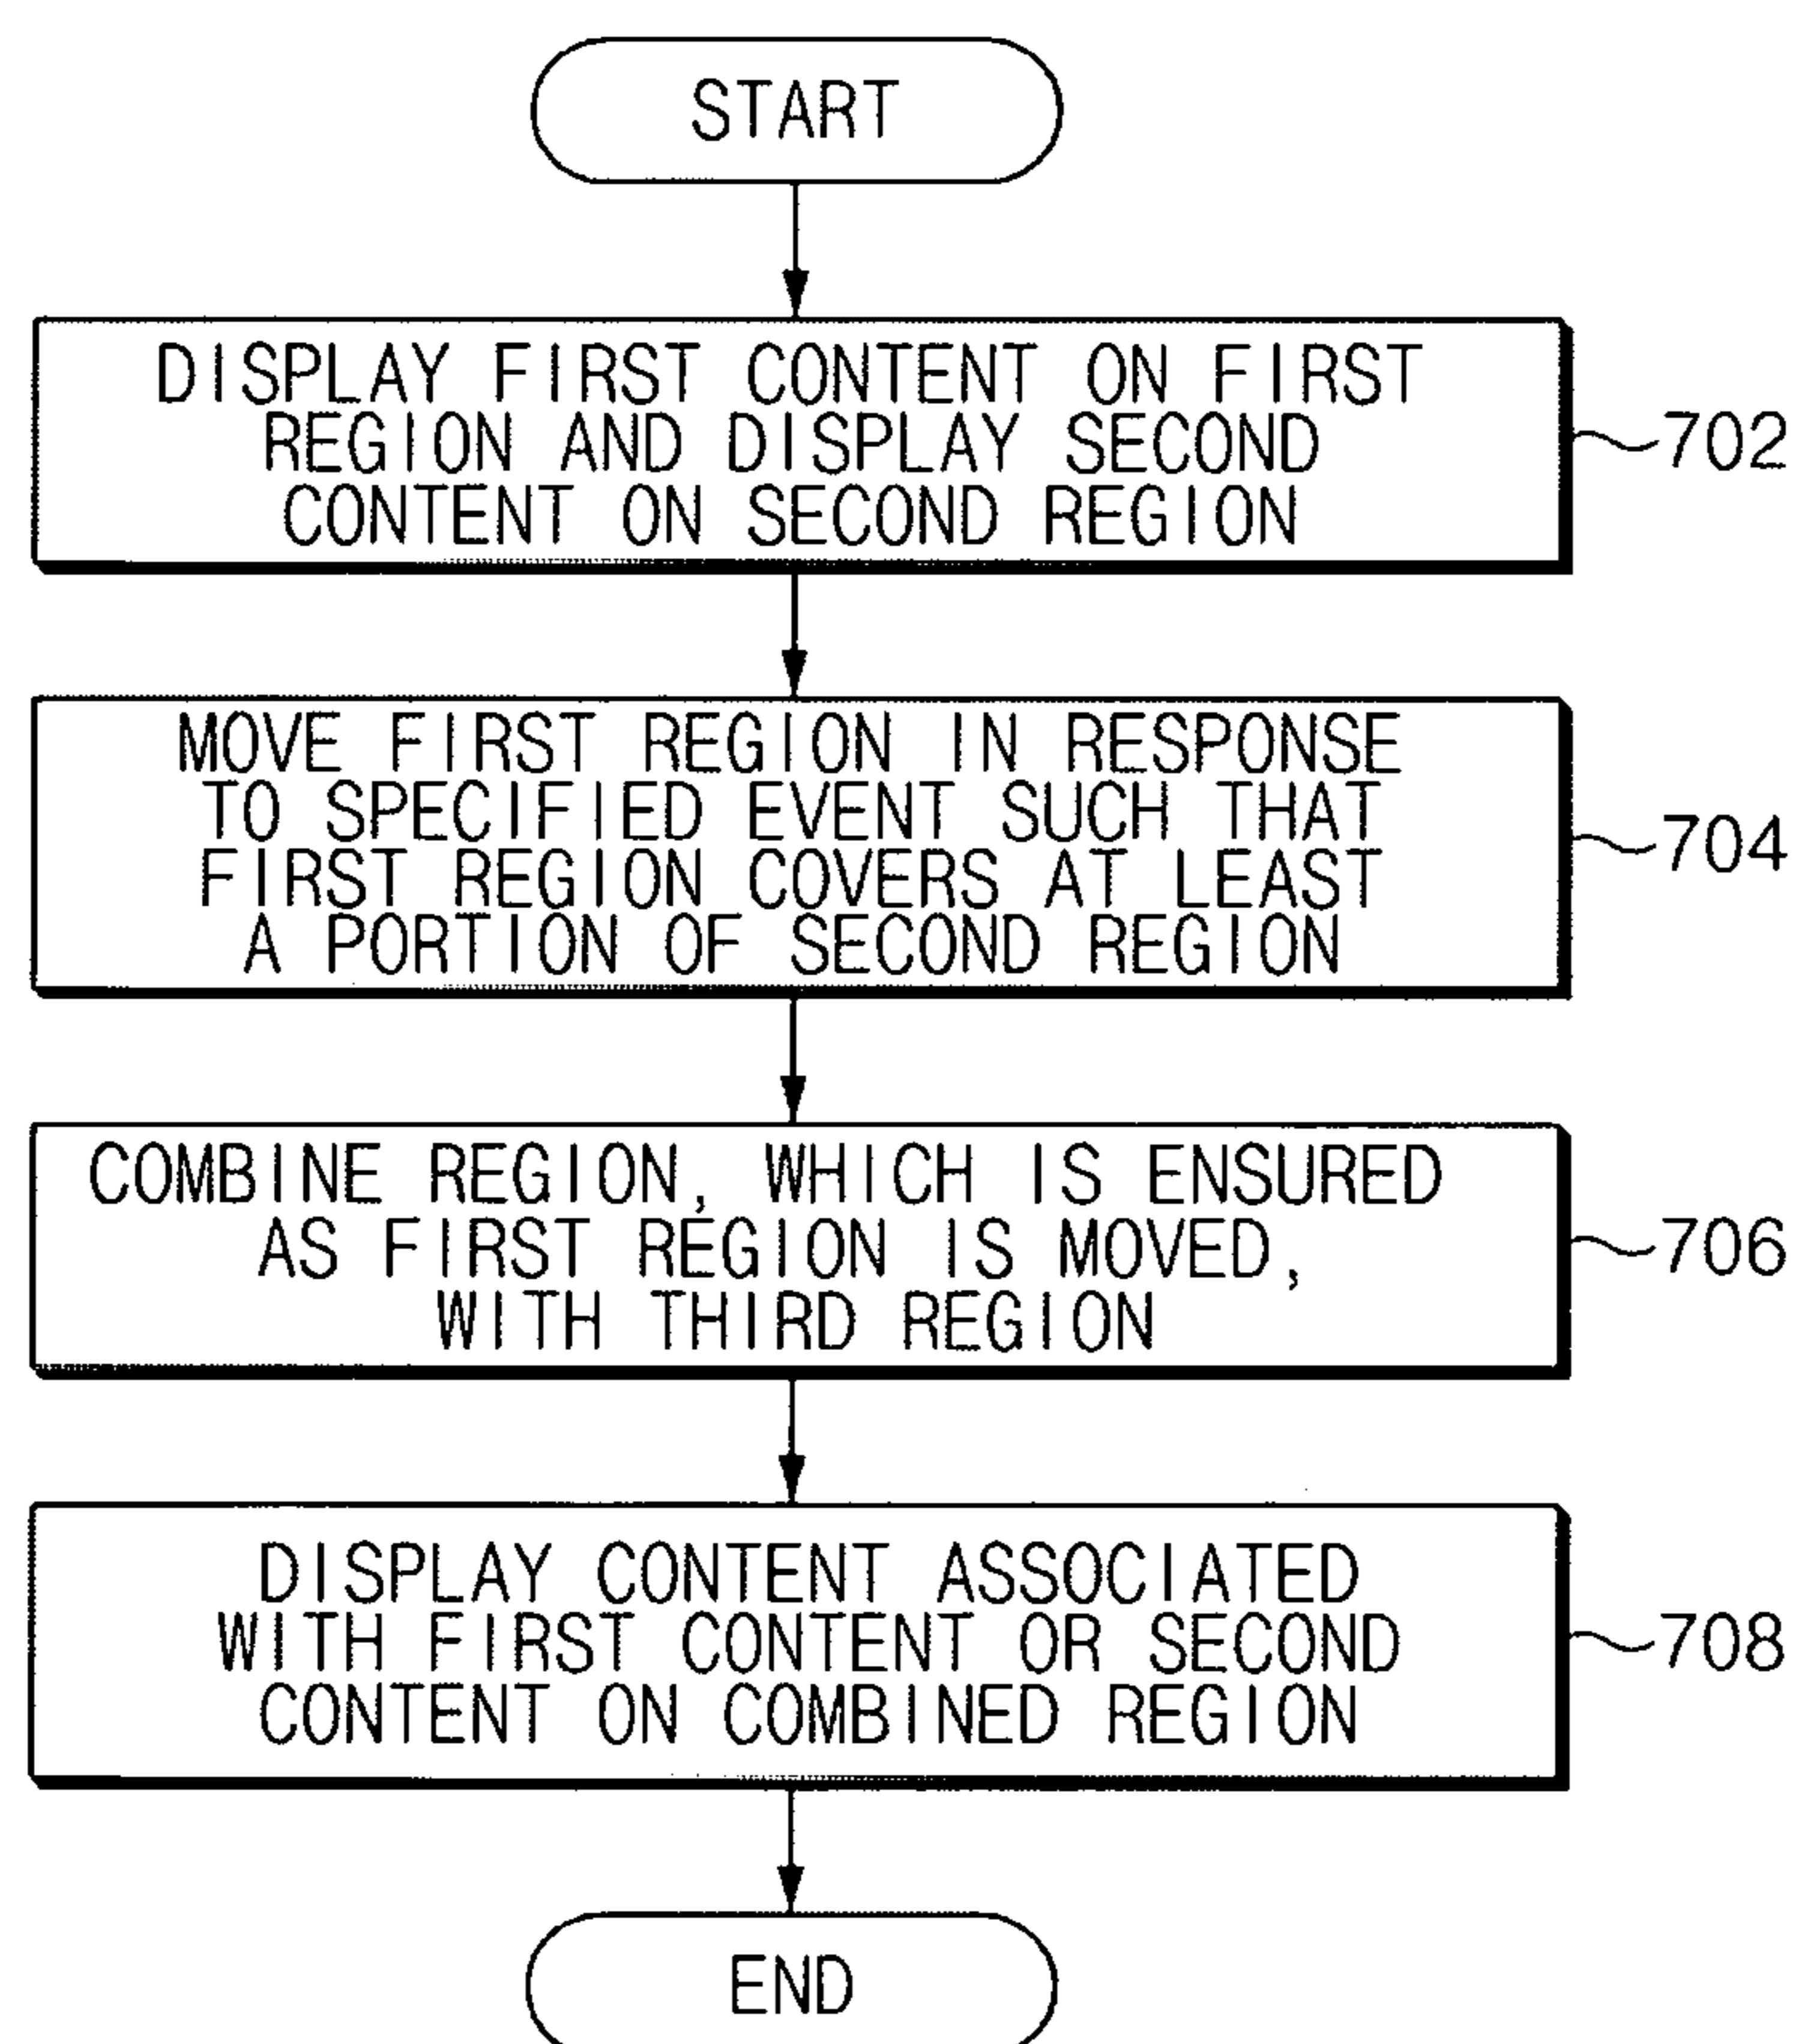 START
DISPLAY FIRST CONTENT ON FIRST
REGION AND DISPLAY SECOND
CONTENT ON SECOND REGION
702
MOVE FIRST REGION IN RESPONSE
TO SPECIFIED EVENT SUCH THAT
FIRST REGION COVERS AT LEAST
A PORTION OF SECOND REGION
704
COMBINE REGION, WHICH IS ENSURED
AS FIRST REGION IS MOVED,
WITH THIRD REGION
706
DISPLAY CONTENT ASSOCIATED
WITH FIRST CONTENT OR SECOND
CONTENT ON COMBINED REGION
708
END